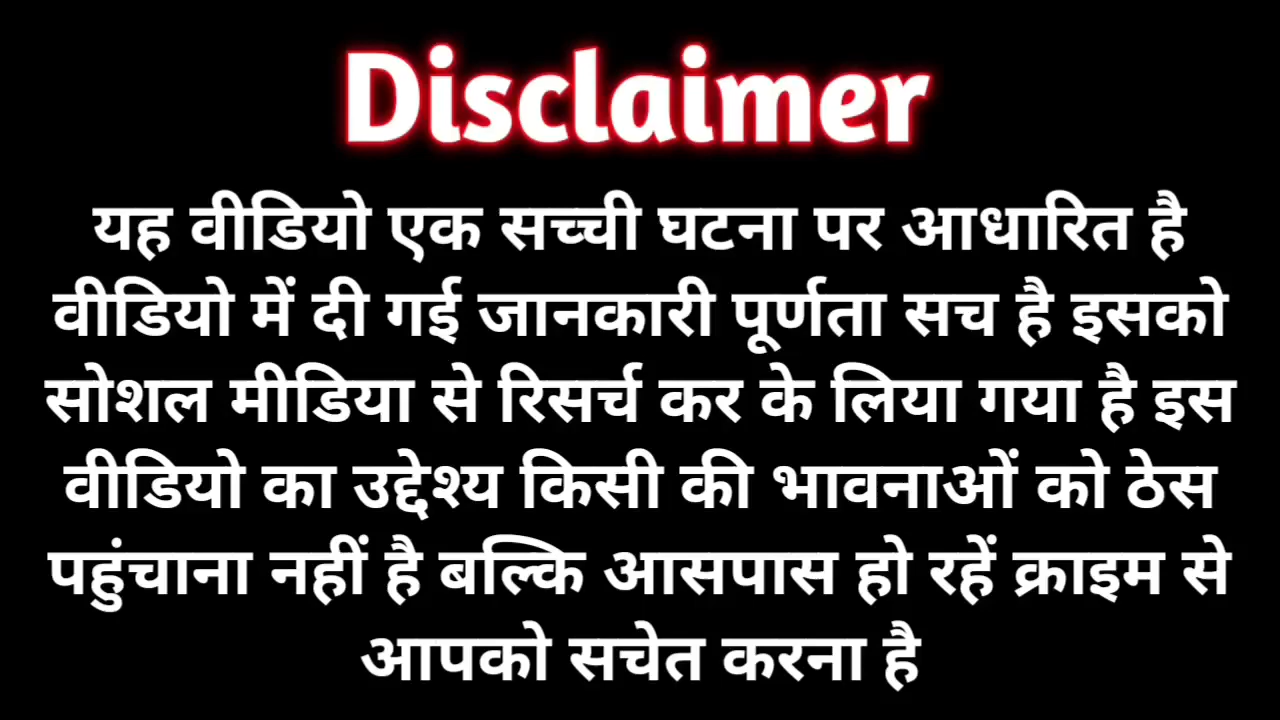 Disclaimer
यह वीडियो एक सच्ची घटना पर आधारित है
वीडियो में दी गई जानकारी पूर्णता सच है इसको
सोशल मीडिया से रिसर्च कर के लिया गया है इस
वीडियो का उद्देश्य किसी की भावनाओं को ठेस
पहुंचाना नहीं है बल्कि आसपास हो रहें क्राइम से
आपको सचेत करना है